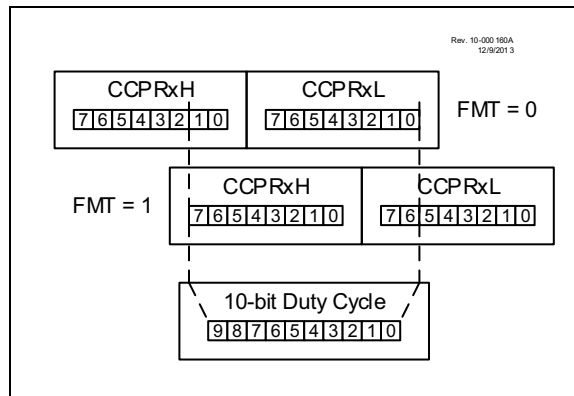 Rev. 10-000 160A
12/9/201 3
CCPRxH CCPRxL
7 6 5 4 3 2 1 0 7 6 5 4 3 2 1 0 FMT = 0
CCPRxH CCPRxL
FMT = 1 7 6 5 4 3 2 1 0 7 6 5 4 3 2 1 0
10-bit Duty Cycle
9 8 7 6 5 4 3 2 1 0